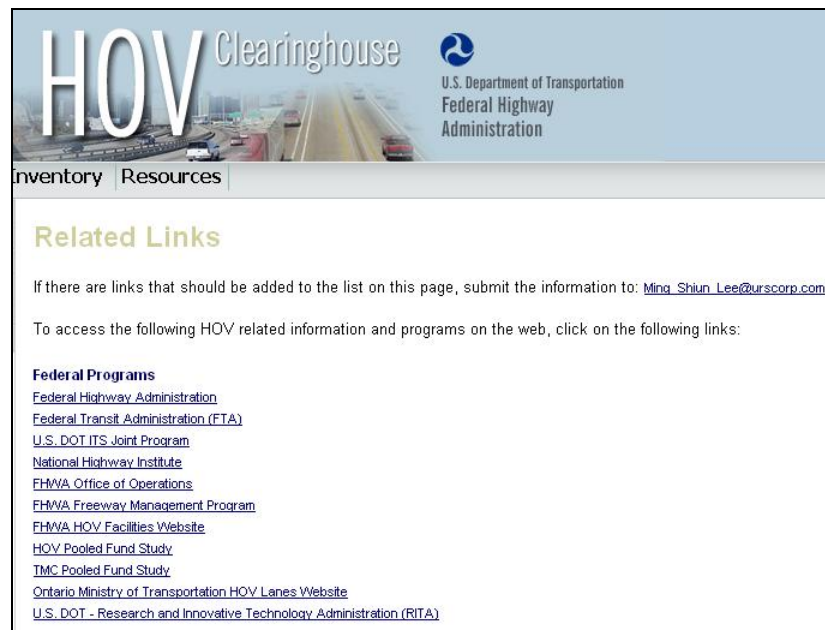 HOV Clearinghouse
U.S. Department of Transportation
Federal Highway
Administration
Inventory Resources
Related Links
If there are links that should be added to the list on this page, submit the information to: Ming_Shiun_Lee@urscorp.com
To access the following HOV related information and programs on the web, click on the following links:
Federal Programs
Federal Highway Administration
Federal Transit Administration (FTA)
U.S. DOT ITS Joint Program
National Highway Institute
FHWA Office of Operations
FHWA Freeway Management Program
FHWA HOV Facilities Website
HOV Pooled Fund Study
TMC Pooled Fund Study
Ontario Ministry of Transportation HOV Lanes Website
U.S. DOT - Research and Innovative Technology Administration (RITA)